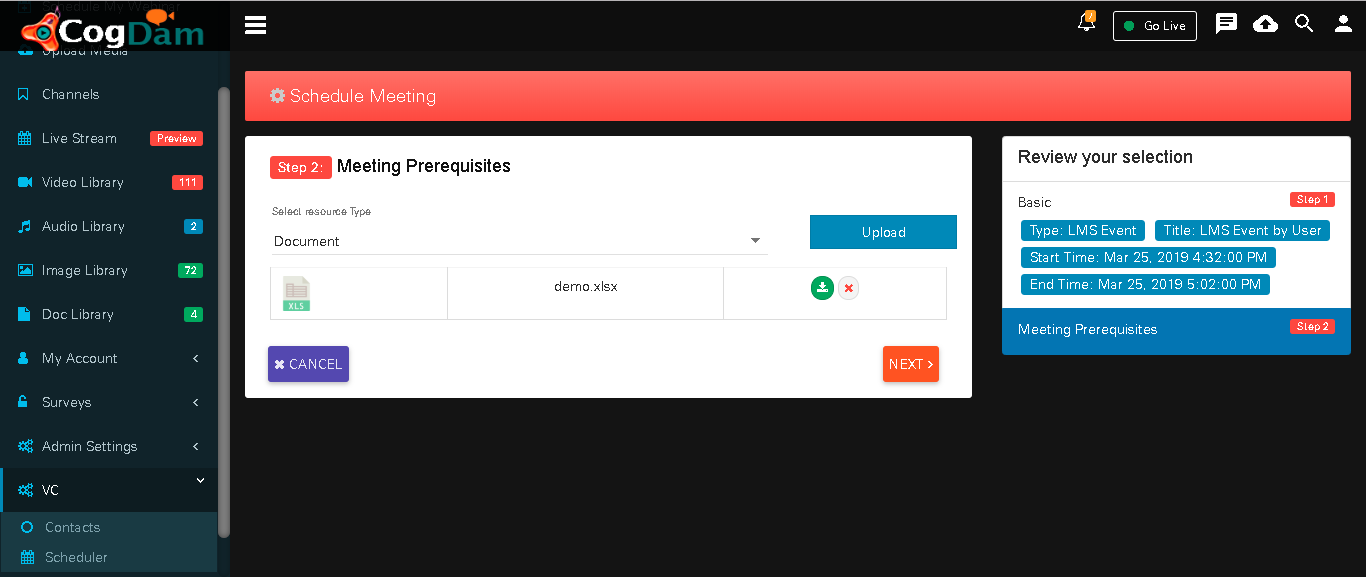 Schedule My Webinar
CogDam
7
Go Live
Upload Media
Channels
Live Stream Preview
Video Library 111
Audio Library 2
Image Library 72
Doc Library 4
My Account
Surveys
Admin Settings
VC
Contacts
Scheduler
Schedule Meeting
Step 2: Meeting Prerequisites
Select resource Type
Document
Upload
XLS
demo.xlsx
CANCEL
NEXT
Review your selection
Basic Step 1
Type: LMS Event Title: LMS Event by User
Start Time: Mar 25, 2019 4:32:00 PM
End Time: Mar 25, 2019 5:02:00 PM
Meeting Prerequisites Step 2